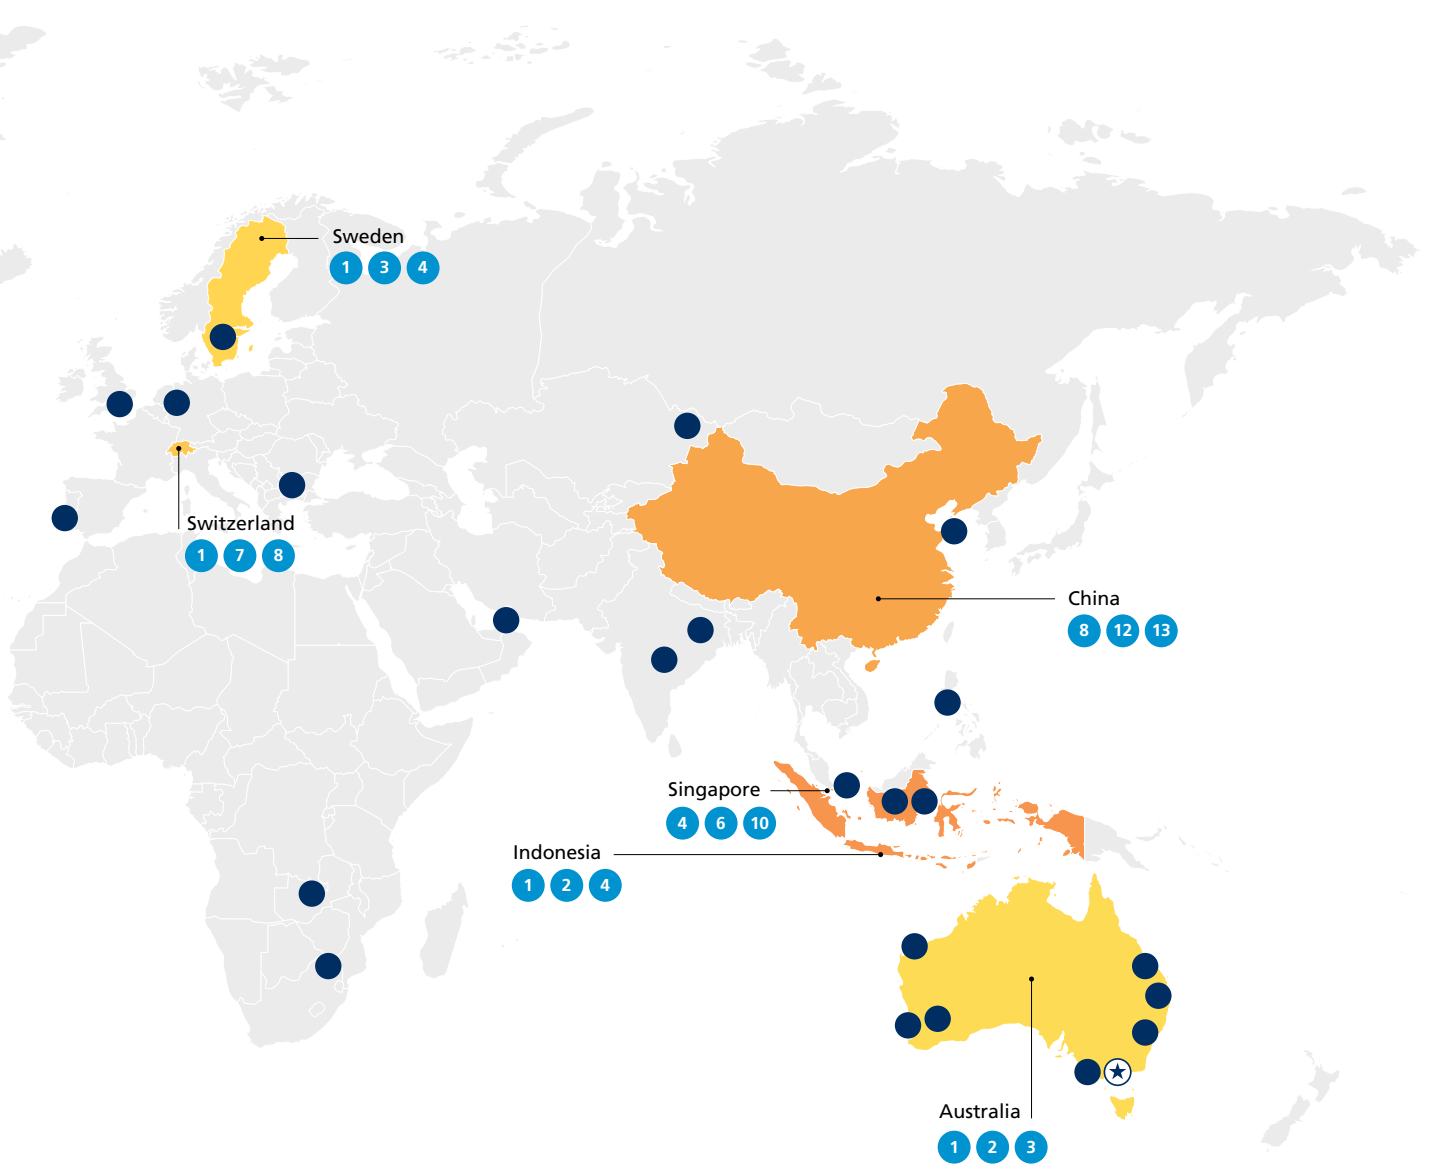 Sweden
1 3 4
Switzerland
1 7 8
China
8 12 13
Singapore
4 6 10
Indonesia
1 2 4
Australia
1 2 3